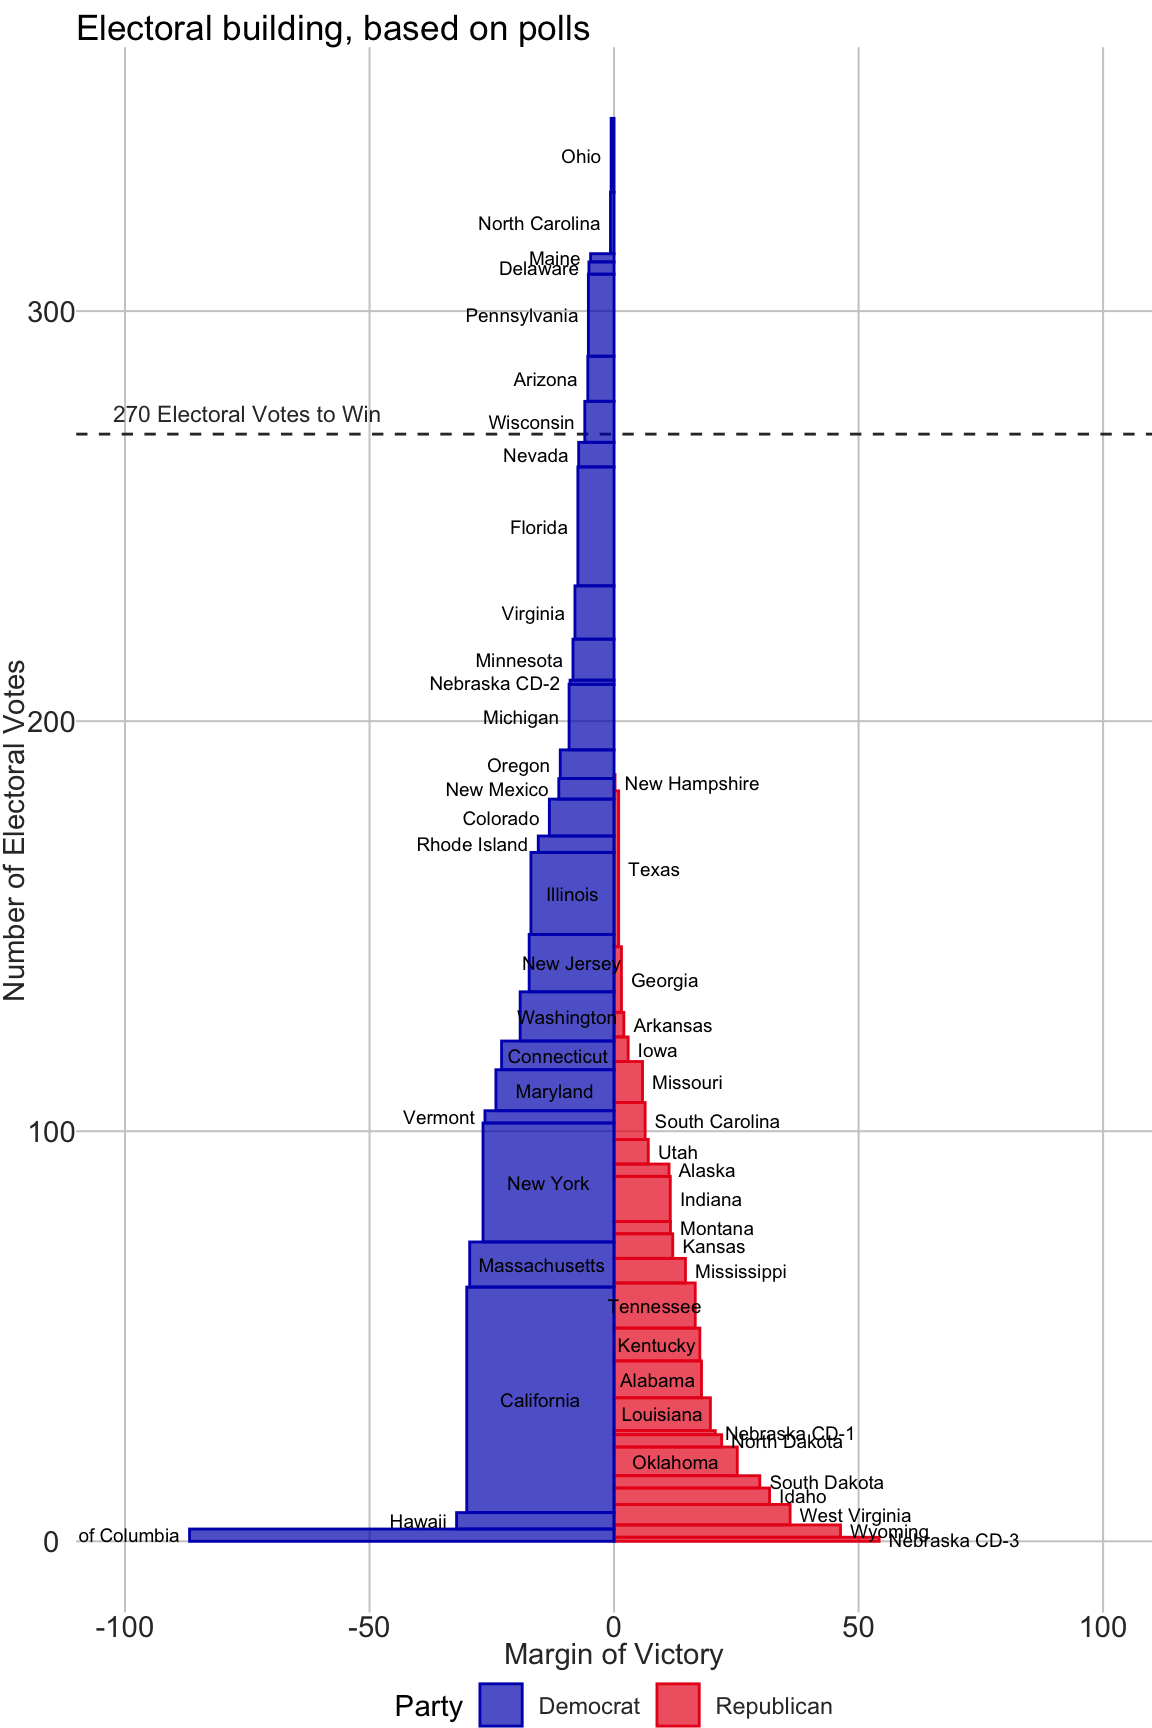 Electoral building, based on polls
Ohio
North Carolina
Maine
Delaware
300
Pennsylvania
Arizona
270 Electoral Votes to Win
Wisconsin
Nevada
Florida
Virginia
Minnesota
Nebraska CD-2
Michigan
200
Oregon
New Hampshire
New Mexico
Colorado
Rhode Island
Texas
Illinois
New Jersey
Georgia
Washington
Arkansas
Iowa
Connecticut
Missouri
Maryland
Vermont
South Carolina
100
Utah
Alaska
New York
Indiana
Montana
Kansas
Massachusetts
Mississippi
Tennessee
Kentucky
Alabama
California
Louisiana
Nebraska CD-1
North Dakota
Oklahoma
South Dakota
Idaho
West Virginia
Hawaii
Wyoming
of Columbia
Nebraska CD-3
0
Number of Electoral Votes
-100
-50
0
50
100
Margin of Victory
Party
Democrat
Republican